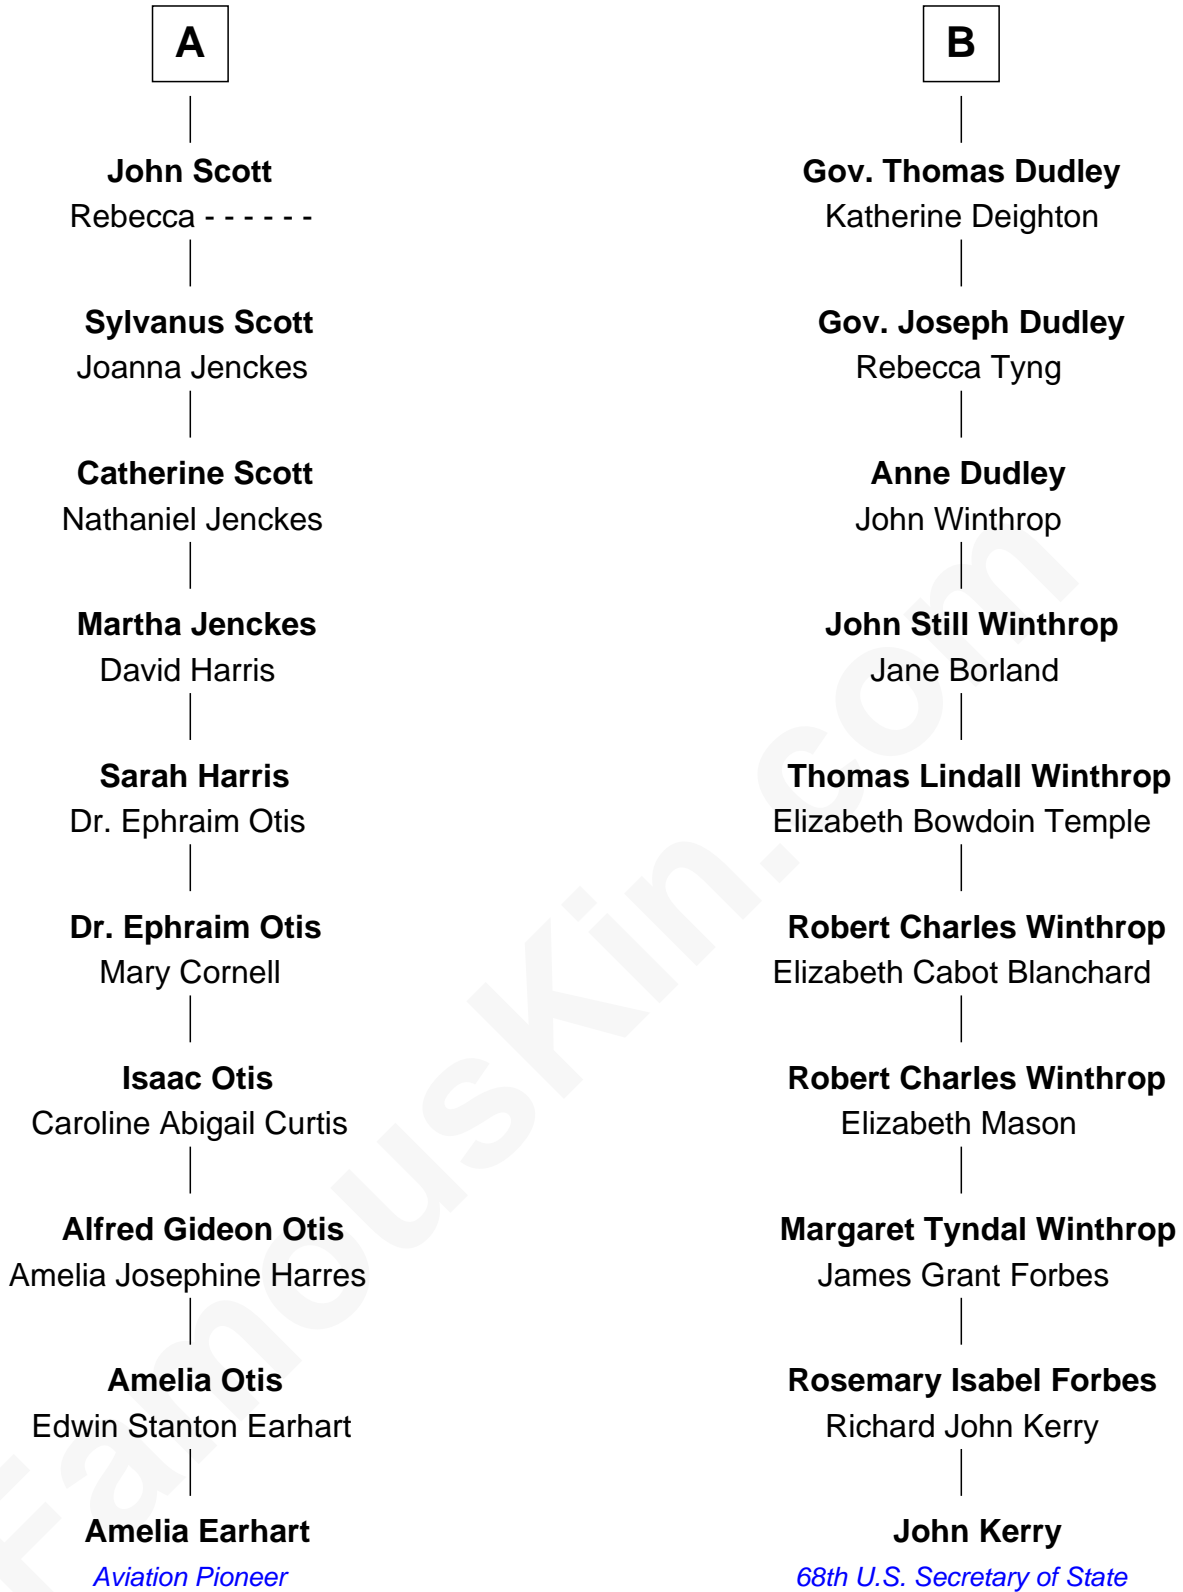 A
John Scott
Rebecca - - - - - -
Sylvanus Scott
Joanna Jenckes
Catherine Scott
Nathaniel Jenckes
Martha Jenckes
David Harris
Sarah Harris
Dr. Ephraim Otis
Dr. Ephraim Otis
Mary Cornell
Isaac Otis
Caroline Abigail Curtis
Alfred Gideon Otis
Amelia Josephine Harres
Amelia Otis
Edwin Stanton Earhart
Amelia Earhart
Aviation Pioneer
B
Gov. Thomas Dudley
Katherine Deighton
Gov. Joseph Dudley
Rebecca Tyng
Anne Dudley
John Winthrop
John Still Winthrop
Jane Borland
Thomas Lindall Winthrop
Elizabeth Bowdoin Temple
Robert Charles Winthrop
Elizabeth Cabot Blanchard
Robert Charles Winthrop
Elizabeth Mason
Margaret Tyndal Winthrop
James Grant Forbes
Rosemary Isabel Forbes
Richard John Kerry
John Kerry
68th U.S. Secretary of State
FamousKin.com